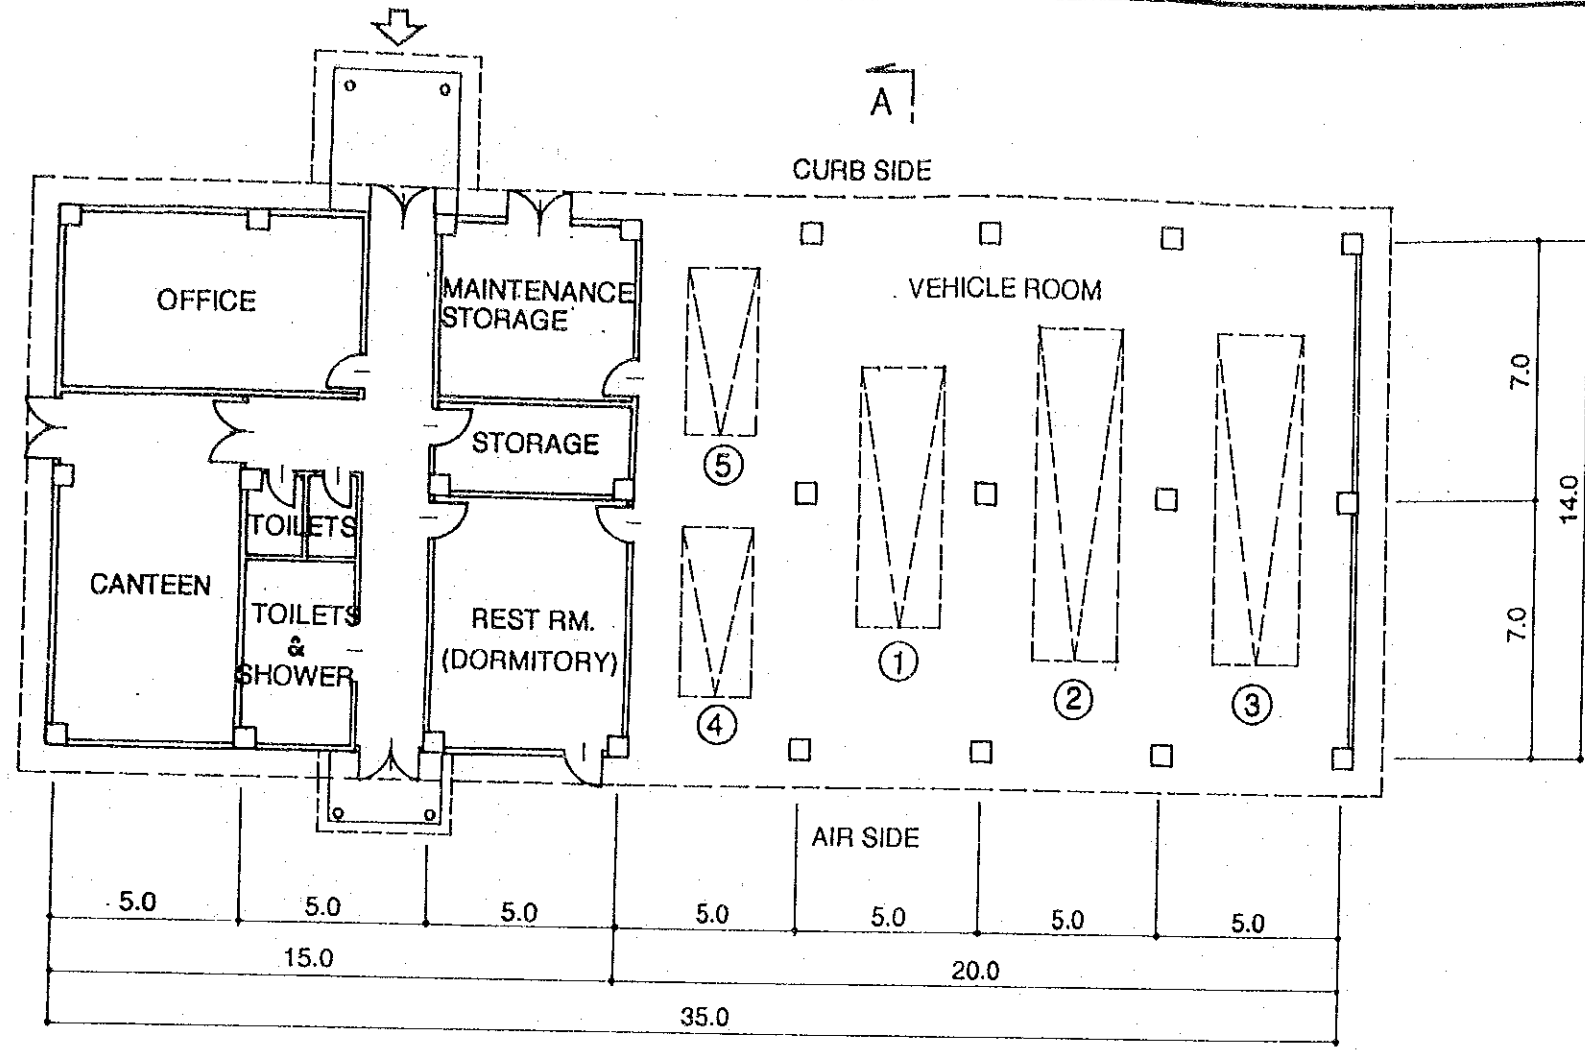 A
CURB SIDE
OFFICE
MAINTENANCE
STORAGE
VEHICLE ROOM
7.0
STORAGE
⑤
14.0
TOILETS
CANTEEN
TOILETS
&
SHOWER
REST RM.
(DORMITORY)
7.0
①
②
③
④
AIR SIDE
5.0 5.0 5.0 5.0 5.0 5.0 5.0
15.0 20.0
35.0